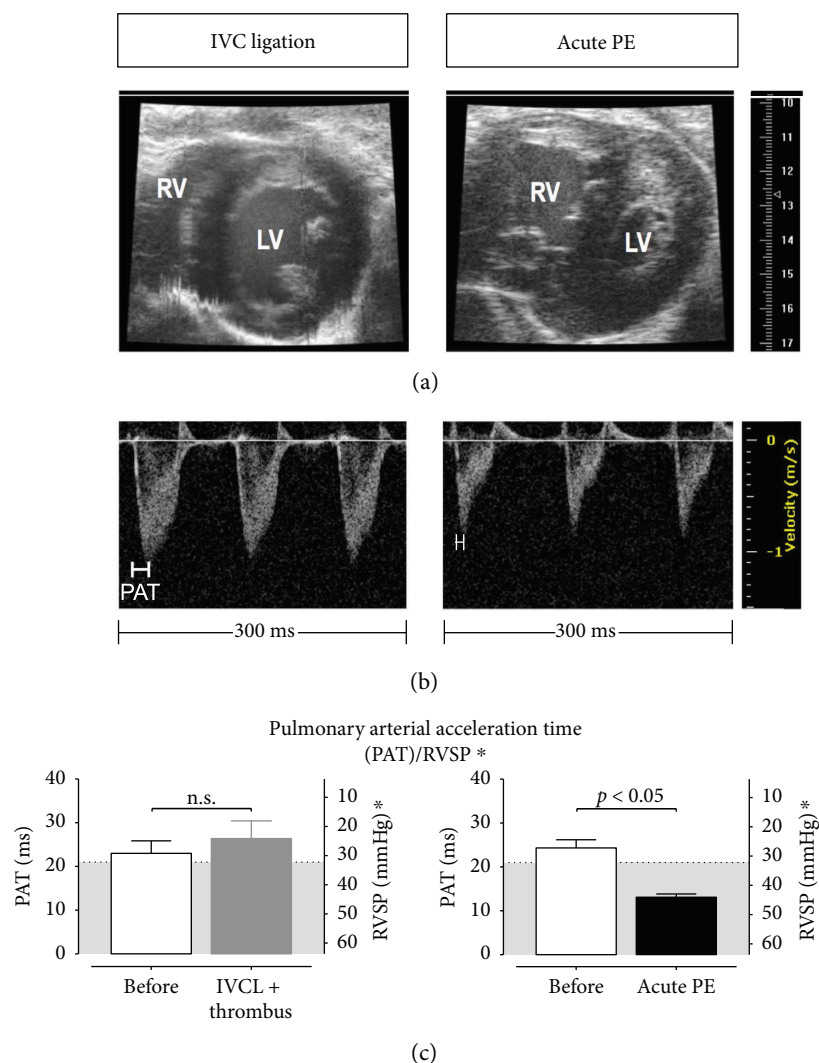 IVC ligation
Acute PE
RV
LV
RV
LV
10
11
12
13
14
15
16
17
(a)
PAT
0
-1
Velocity (m/s)
300 ms
300 ms
(b)
Pulmonary arterial acceleration time
(PAT)/RVSP *
40
30
20
10
0
PAT (ms)
n.s.
10
20
30
40
50
60
RVSP (mmHg) *
Before
IVCL +
thrombus
40
30
20
10
0
PAT (ms)
p < 0.05
10
20
30
40
50
60
RVSP (mmHg) *
Before
Acute PE
(c)